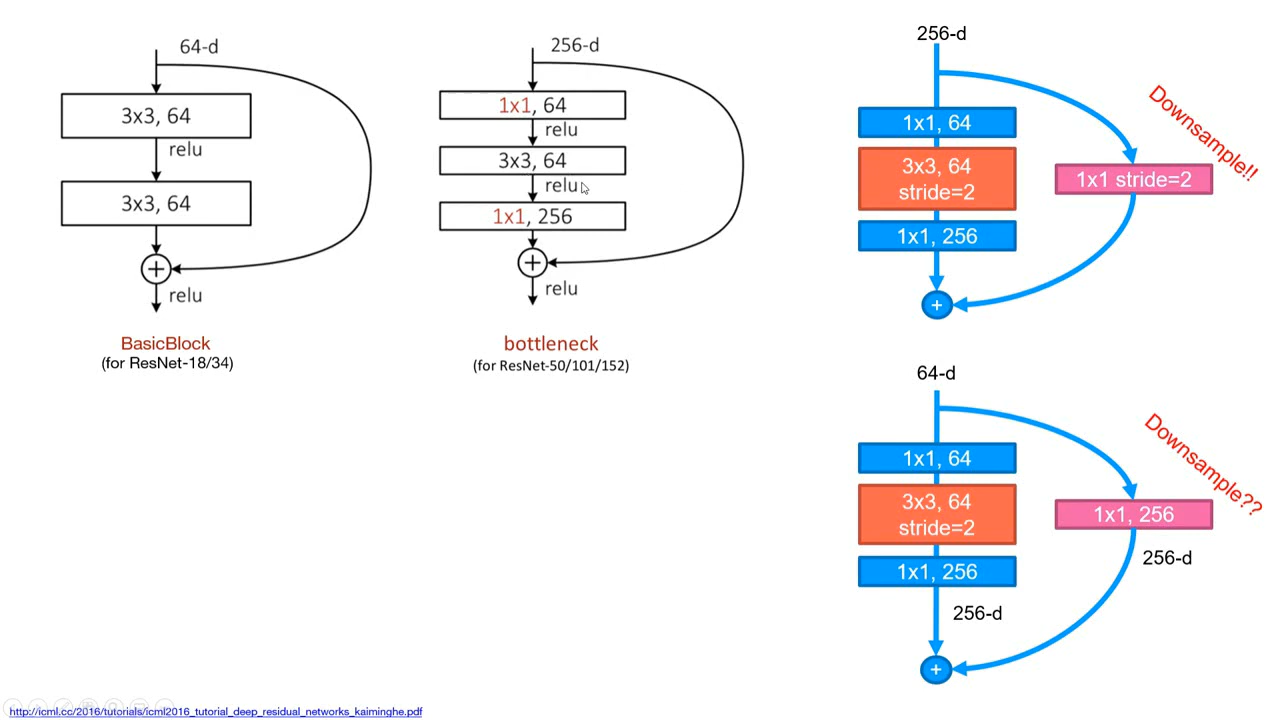 64-d
3x3, 64
relu
3x3, 64
+
relu
BasicBlock
(for ResNet-18/34)
256-d
1x1, 64
relu
3x3, 64
relu
1x1, 256
+
relu
bottleneck
(for ResNet-50/101/152)
256-d
1x1, 64
3x3, 64
stride=2
1x1, 256
+
1x1 stride=2
Downsample!!
64-d
1x1, 64
3x3, 64
stride=2
1x1, 256
256-d
+
1x1, 256
256-d
Downsample??
http://icml.cc/2016/tutorials/icml2016_tutorial_deep_residual_networks_kaiminghe.pdf